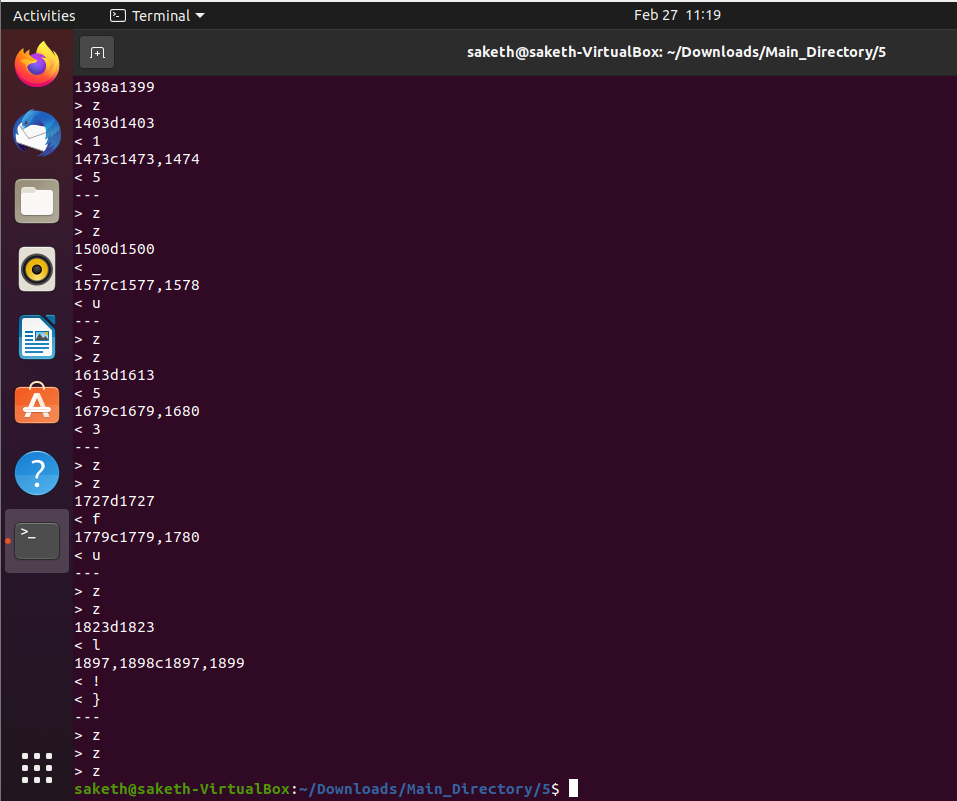 Activities
Terminal
Feb 27 11:19
saketh@saketh-VirtualBox: ~/Downloads/Main_Directory/5
1398a1399
> z
1403d1403
< 1
1473c1473,1474
< 5
---
> z
> z
1500d1500
< _
1577c1577,1578
< u
---
> z
> z
1613d1613
< 5
1679c1679,1680
< 3
---
> z
> z
1727d1727
< f
1779c1779,1780
< u
---
> z
> z
1823d1823
< l
1897,1898c1897,1899
< !
< }
---
> z
> z
> z
saketh@saketh-VirtualBox:~/Downloads/Main_Directory/5$